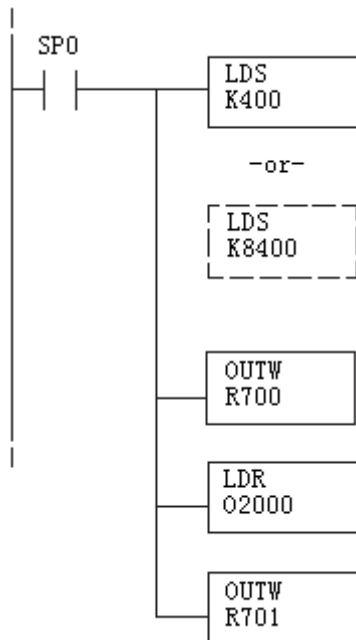 SP0
LDS
K400
-or-
LDS
K8400
OUTW
R700
LDR
O2000
OUTW
R701